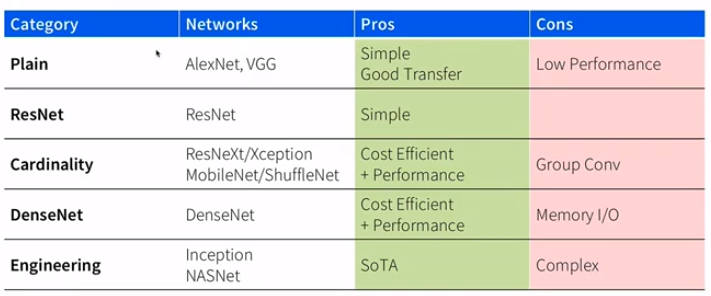 Category Networks Pros Cons
Plain AlexNet, VGG Simple Low Performance
Good Transfer
ResNet ResNet Simple
Cardinality ResNeXt/Xception Cost Efficient Group Conv
MobileNet/ShuffleNet + Performance
DenseNet DenseNet Cost Efficient Memory I/O
+ Performance
Engineering Inception SoTA Complex
NASNet